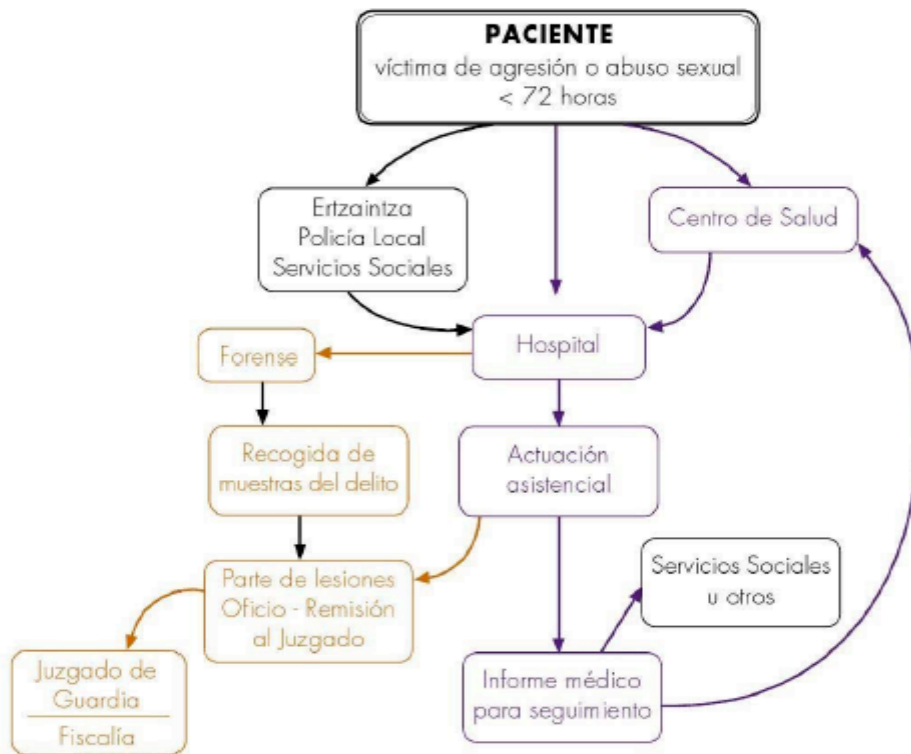 PACIENTE
víctima de agresión o abuso sexual
< 72 horas
Ertzaintza
Policía Local
Servicios Sociales
Centro de Salud
Forense
Hospital
Recogida de
muestras del delito
Actuación
asistencial
Parte de lesiones
Oficio - Remisión
al Juzgado
Servicios Sociales
u otros
Juzgado de
Guardia
Fiscalía
Informe médico
para seguimiento